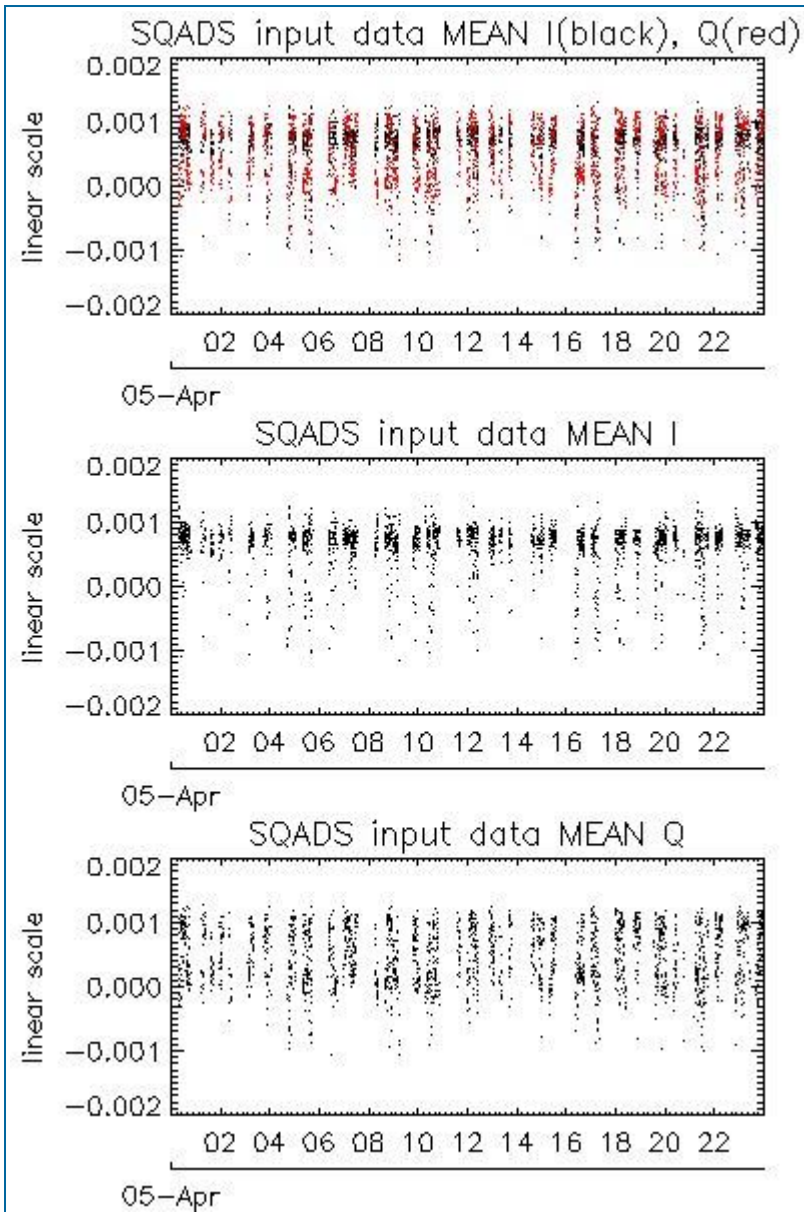 SQADS input data MEAN I(black), Q(red)
linear scale
0.002
0.001
0.000
-0.001
-0.002
02 04 06 08 10 12 14 16 18 20 22
05-Apr
SQADS input data MEAN I
linear scale
0.002
0.001
0.000
-0.001
-0.002
02 04 06 08 10 12 14 16 18 20 22
05-Apr
SQADS input data MEAN Q
linear scale
0.002
0.001
0.000
-0.001
-0.002
02 04 06 08 10 12 14 16 18 20 22
05-Apr